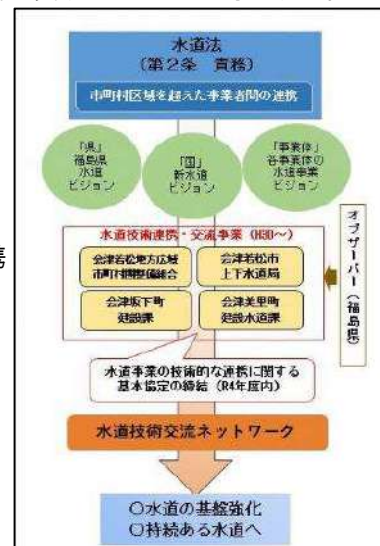 水道法
(第2条 責務)
市町村区域を超えた事業者間の連携
「県」
福島県
水道
ビジョン
「国」
新水道
ビジョン
「事業体」
各事業体の
水道事業
ビジョン
水道技術連携・交流事業 (H30~)
会津若松地方広域
市町村圏整備組合
会津若松市
上下水道局
会津坂下町
建設課
会津美里町
建設水道課
オブザーバー(福島県)
携
水道事業の技術的な連携に関する
基本協定の締結 (R4年度内)
水道技術交流ネットワーク
○水道の基盤強化
○持続ある水道へ